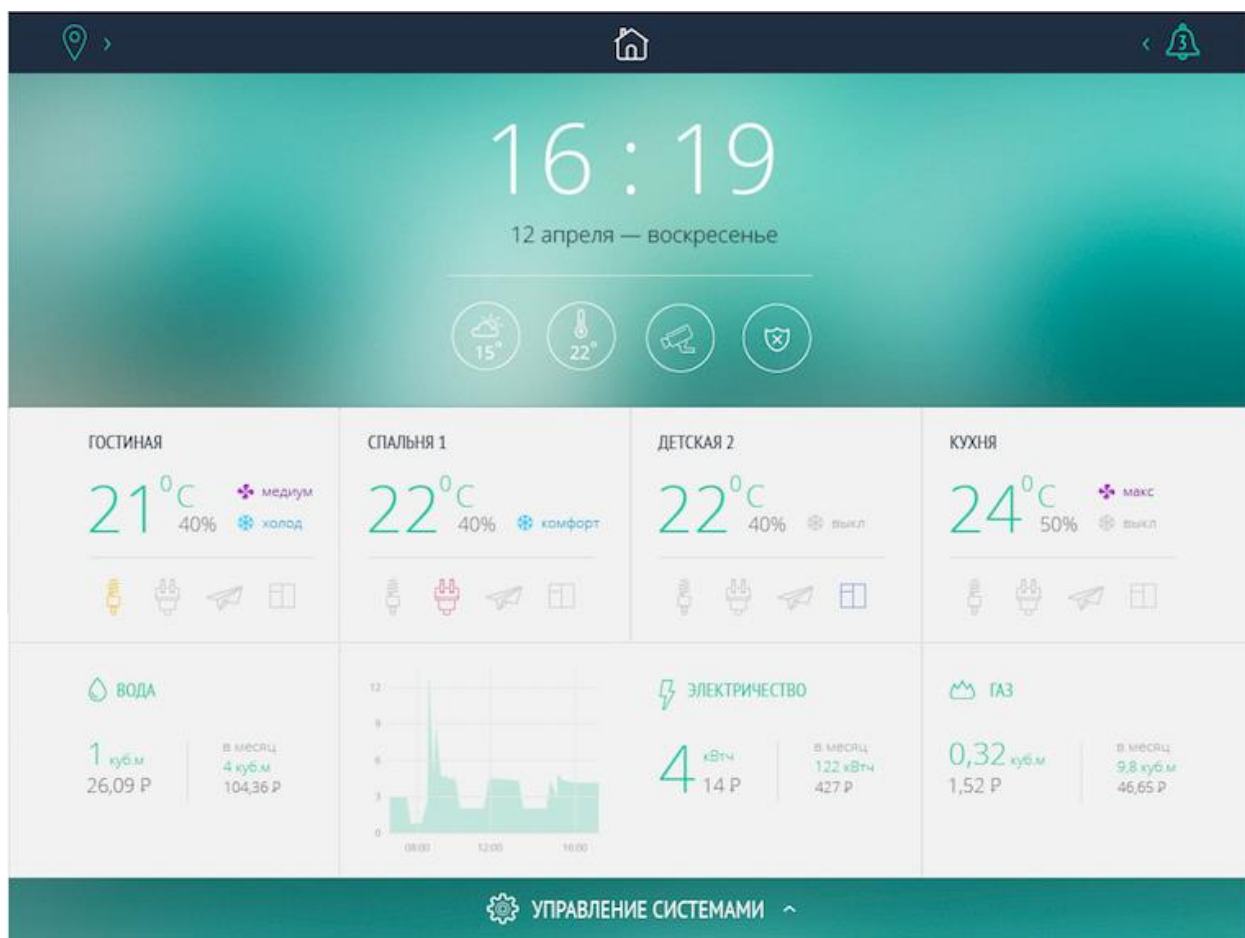 3
16 : 19
12 апреля — воскресенье
15°
22°
ГОСТИНАЯ
21°C
40%
медиум
холод
СПАЛЬНЯ 1
22°C
40%
комфорт
ДЕТСКАЯ 2
22°C
40%
выкл
КУХНЯ
24°C
50%
макс
выкл
ВОДА
1 куб.м
26,09 Р
в месяц
4 куб.м
104,36 Р
12
9
6
3
0
08:00 12:00 16:00
ЭЛЕКТРИЧЕСТВО
4 кВтч
14 Р
в месяц
122 кВтч
427 Р
ГАЗ
0,32 куб.м
1,52 Р
в месяц
9,8 куб.м
46,65 Р
УПРАВЛЕНИЕ СИСТЕМАМИ